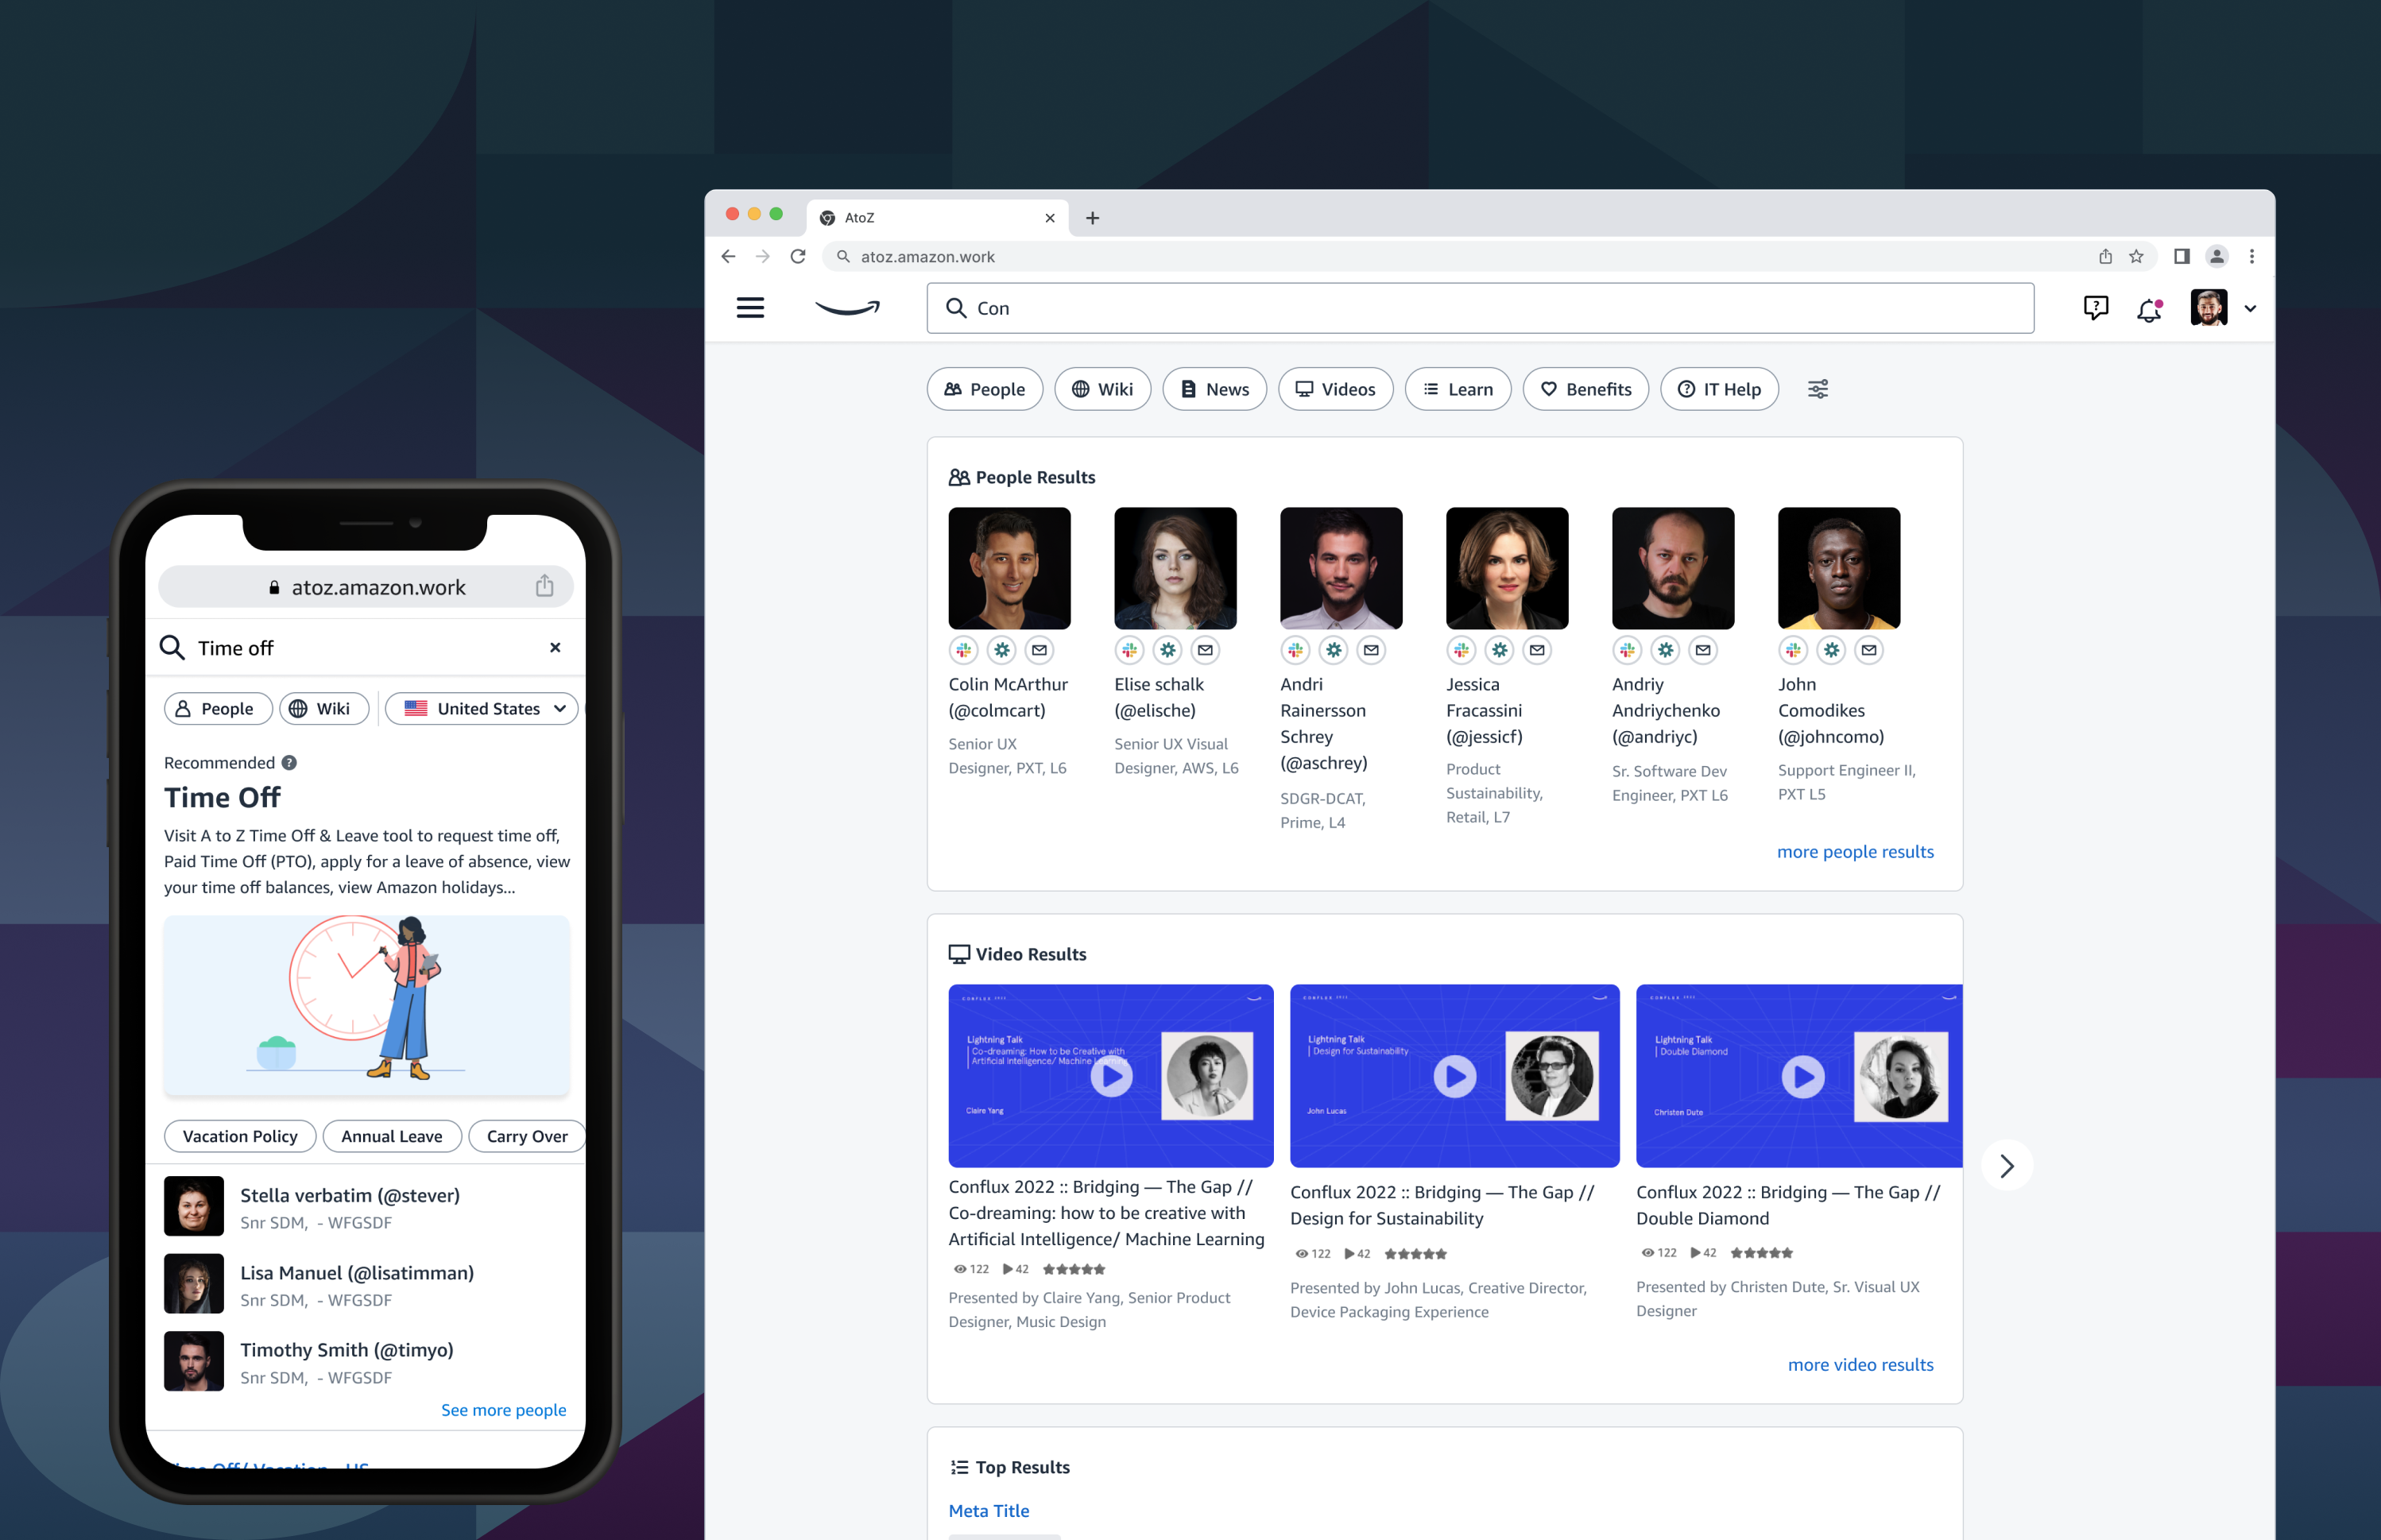 AtoZ
atoz.amazon.work
Con
People
Wiki
News
Videos
Learn
Benefits
IT Help
People Results
Colin McArthur
(@colmcart)
Senior UX
Designer, PXT, L6
Elise schalk
(@elische)
Senior UX Visual
Designer, AWS, L6
Andri
Rainersson
Schrey
(@aschrey)
SDGR-DCAT,
Prime, L4
Jessica
Fracassini
(@jessicf)
Product
Sustainability,
Retail, L7
Andriy
Andriychenko
(@andriyc)
Sr. Software Dev
Engineer, PXT L6
John
Comodikes
(@johncomo)
Support Engineer II,
PXT L5
more people results
Video Results
CONFLUX 2022
Lightning Talk
Co-dreaming: How to be Creative with
Artificial Intelligence/ Machine Learning
Claire Yang
Conflux 2022 :: Bridging — The Gap //
Co-dreaming: how to be creative with
Artificial Intelligence/ Machine Learning
122 42
Presented by Claire Yang, Senior Product
Designer, Music Design
CONFLUX 2022
Lightning Talk
Design for Sustainability
John Lucas
Conflux 2022 :: Bridging — The Gap //
Design for Sustainability
122 42
Presented by John Lucas, Creative Director,
Device Packaging Experience
CONFLUX 2022
Lightning Talk
Double Diamond
Christen Dute
Conflux 2022 :: Bridging — The Gap //
Double Diamond
122 42
Presented by Christen Dute, Sr. Visual UX
Designer
more video results
Top Results
Meta Title
atoz.amazon.work
Time off
People
Wiki
United States
Recommended
Time Off
Visit A to Z Time Off & Leave tool to request time off,
Paid Time Off (PTO), apply for a leave of absence, view
your time off balances, view Amazon holidays...
Vacation Policy
Annual Leave
Carry Over
Stella verbatim (@stever)
Snr SDM, - WFGSDF
Lisa Manuel (@lisatimman)
Snr SDM, - WFGSDF
Timothy Smith (@timyo)
Snr SDM, - WFGSDF
See more people
Time Off/ Vacation - US